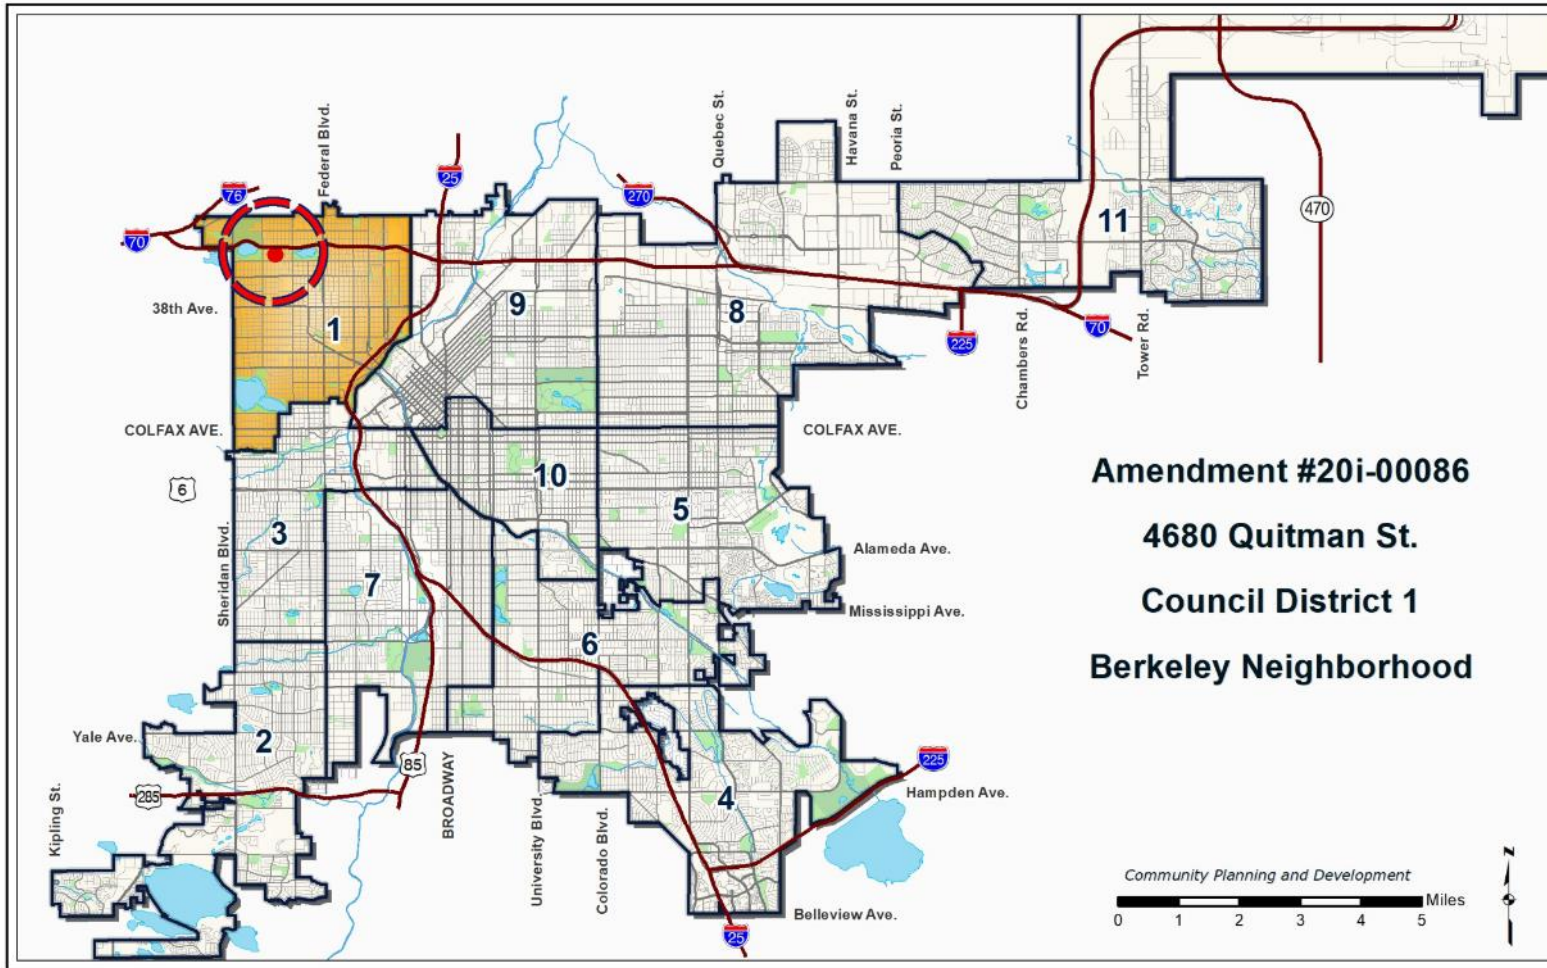 Federal Blvd.
Quebec St.
Havana St.
Peoria St.
76
25
270
70
11
470
38th Ave.
1
9
8
225
Chambers Rd.
70
Tower Rd.
COLFAX AVE.
COLFAX AVE.
6
10
Amendment #20i-00086
5
3
4680 Quitman St.
Alameda Ave.
Sheridan Blvd.
7
Council District 1
Mississippi Ave.
6
Berkeley Neighborhood
Yale Ave.
2
85
BROADWAY
225
285
4
Hampden Ave.
Kipling St.
University Blvd.
Colorado Blvd.
Community Planning and Development
Miles
0 1 2 3 4 5
Belleview Ave.
25
N